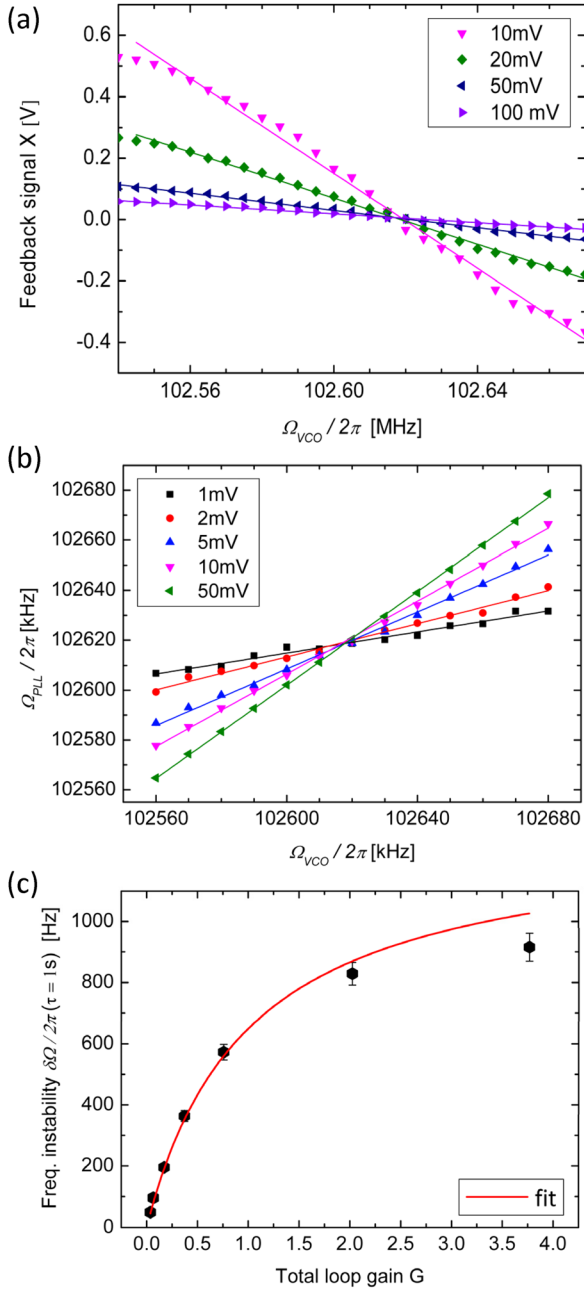 (a)
0.6
0.4
0.2
0.0
-0.2
-0.4
Feedback signal X [V]
10mV
20mV
50mV
100 mV
102.56
102.60
102.64
Ω_VCO / 2π [MHz]
(b)
102680
102660
102640
102620
102600
102580
102560
Ω_PLL / 2π [kHz]
1mV
2mV
5mV
10mV
50mV
102560
102600
102640
102680
Ω_VCO / 2π [kHz]
(c)
1000
800
600
400
200
0
Freq. instability δΩ / 2π (τ = 1s) [Hz]
fit
0.0
0.5
1.0
1.5
2.0
2.5
3.0
3.5
4.0
Total loop gain G